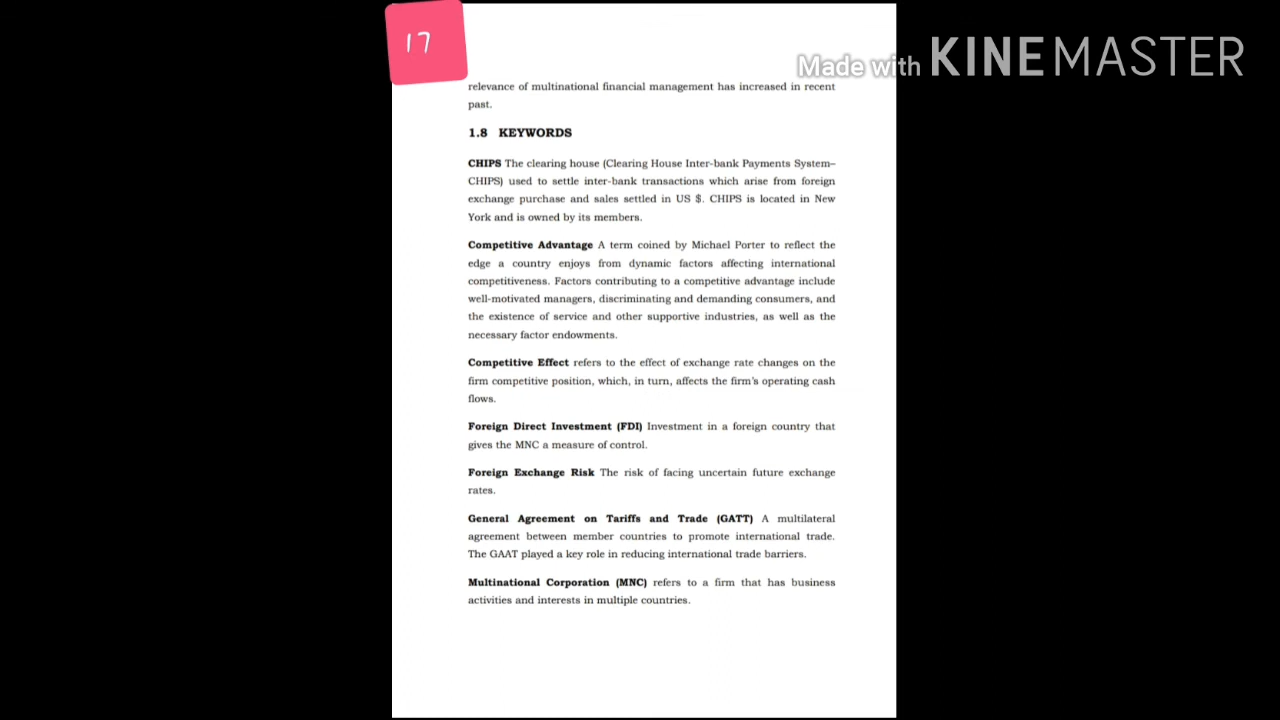 17
Made with KINEMASTER
relevance of multinational financial management has increased in recent
past.
1.8 KEYWORDS
CHIPS The clearing house (Clearing House Inter-bank Payments System–
CHIPS) used to settle inter-bank transactions which arise from foreign
exchange purchase and sales settled in US $. CHIPS is located in New
York and is owned by its members.
Competitive Advantage A term coined by Michael Porter to reflect the
edge a country enjoys from dynamic factors affecting international
competitiveness. Factors contributing to a competitive advantage include
well-motivated managers, discriminating and demanding consumers, and
the existence of service and other supportive industries, as well as the
necessary factor endowments.
Competitive Effect refers to the effect of exchange rate changes on the
firm competitive position, which, in turn, affects the firm's operating cash
flows.
Foreign Direct Investment (FDI) Investment in a foreign country that
gives the MNC a measure of control.
Foreign Exchange Risk The risk of facing uncertain future exchange
rates.
General Agreement on Tariffs and Trade (GATT) A multilateral
agreement between member countries to promote international trade.
The GAAT played a key role in reducing international trade barriers.
Multinational Corporation (MNC) refers to a firm that has business
activities and interests in multiple countries.